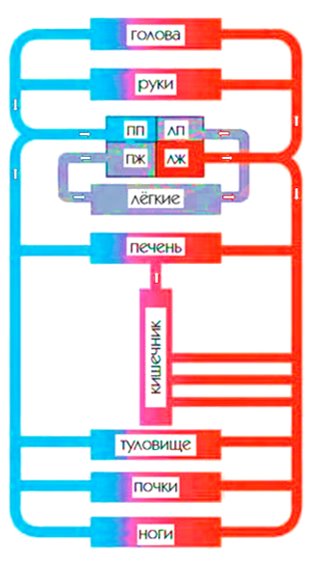 голова
руки
пп лп
пж лж
лёгкие
печень
кишечник
туловище
почки
ноги